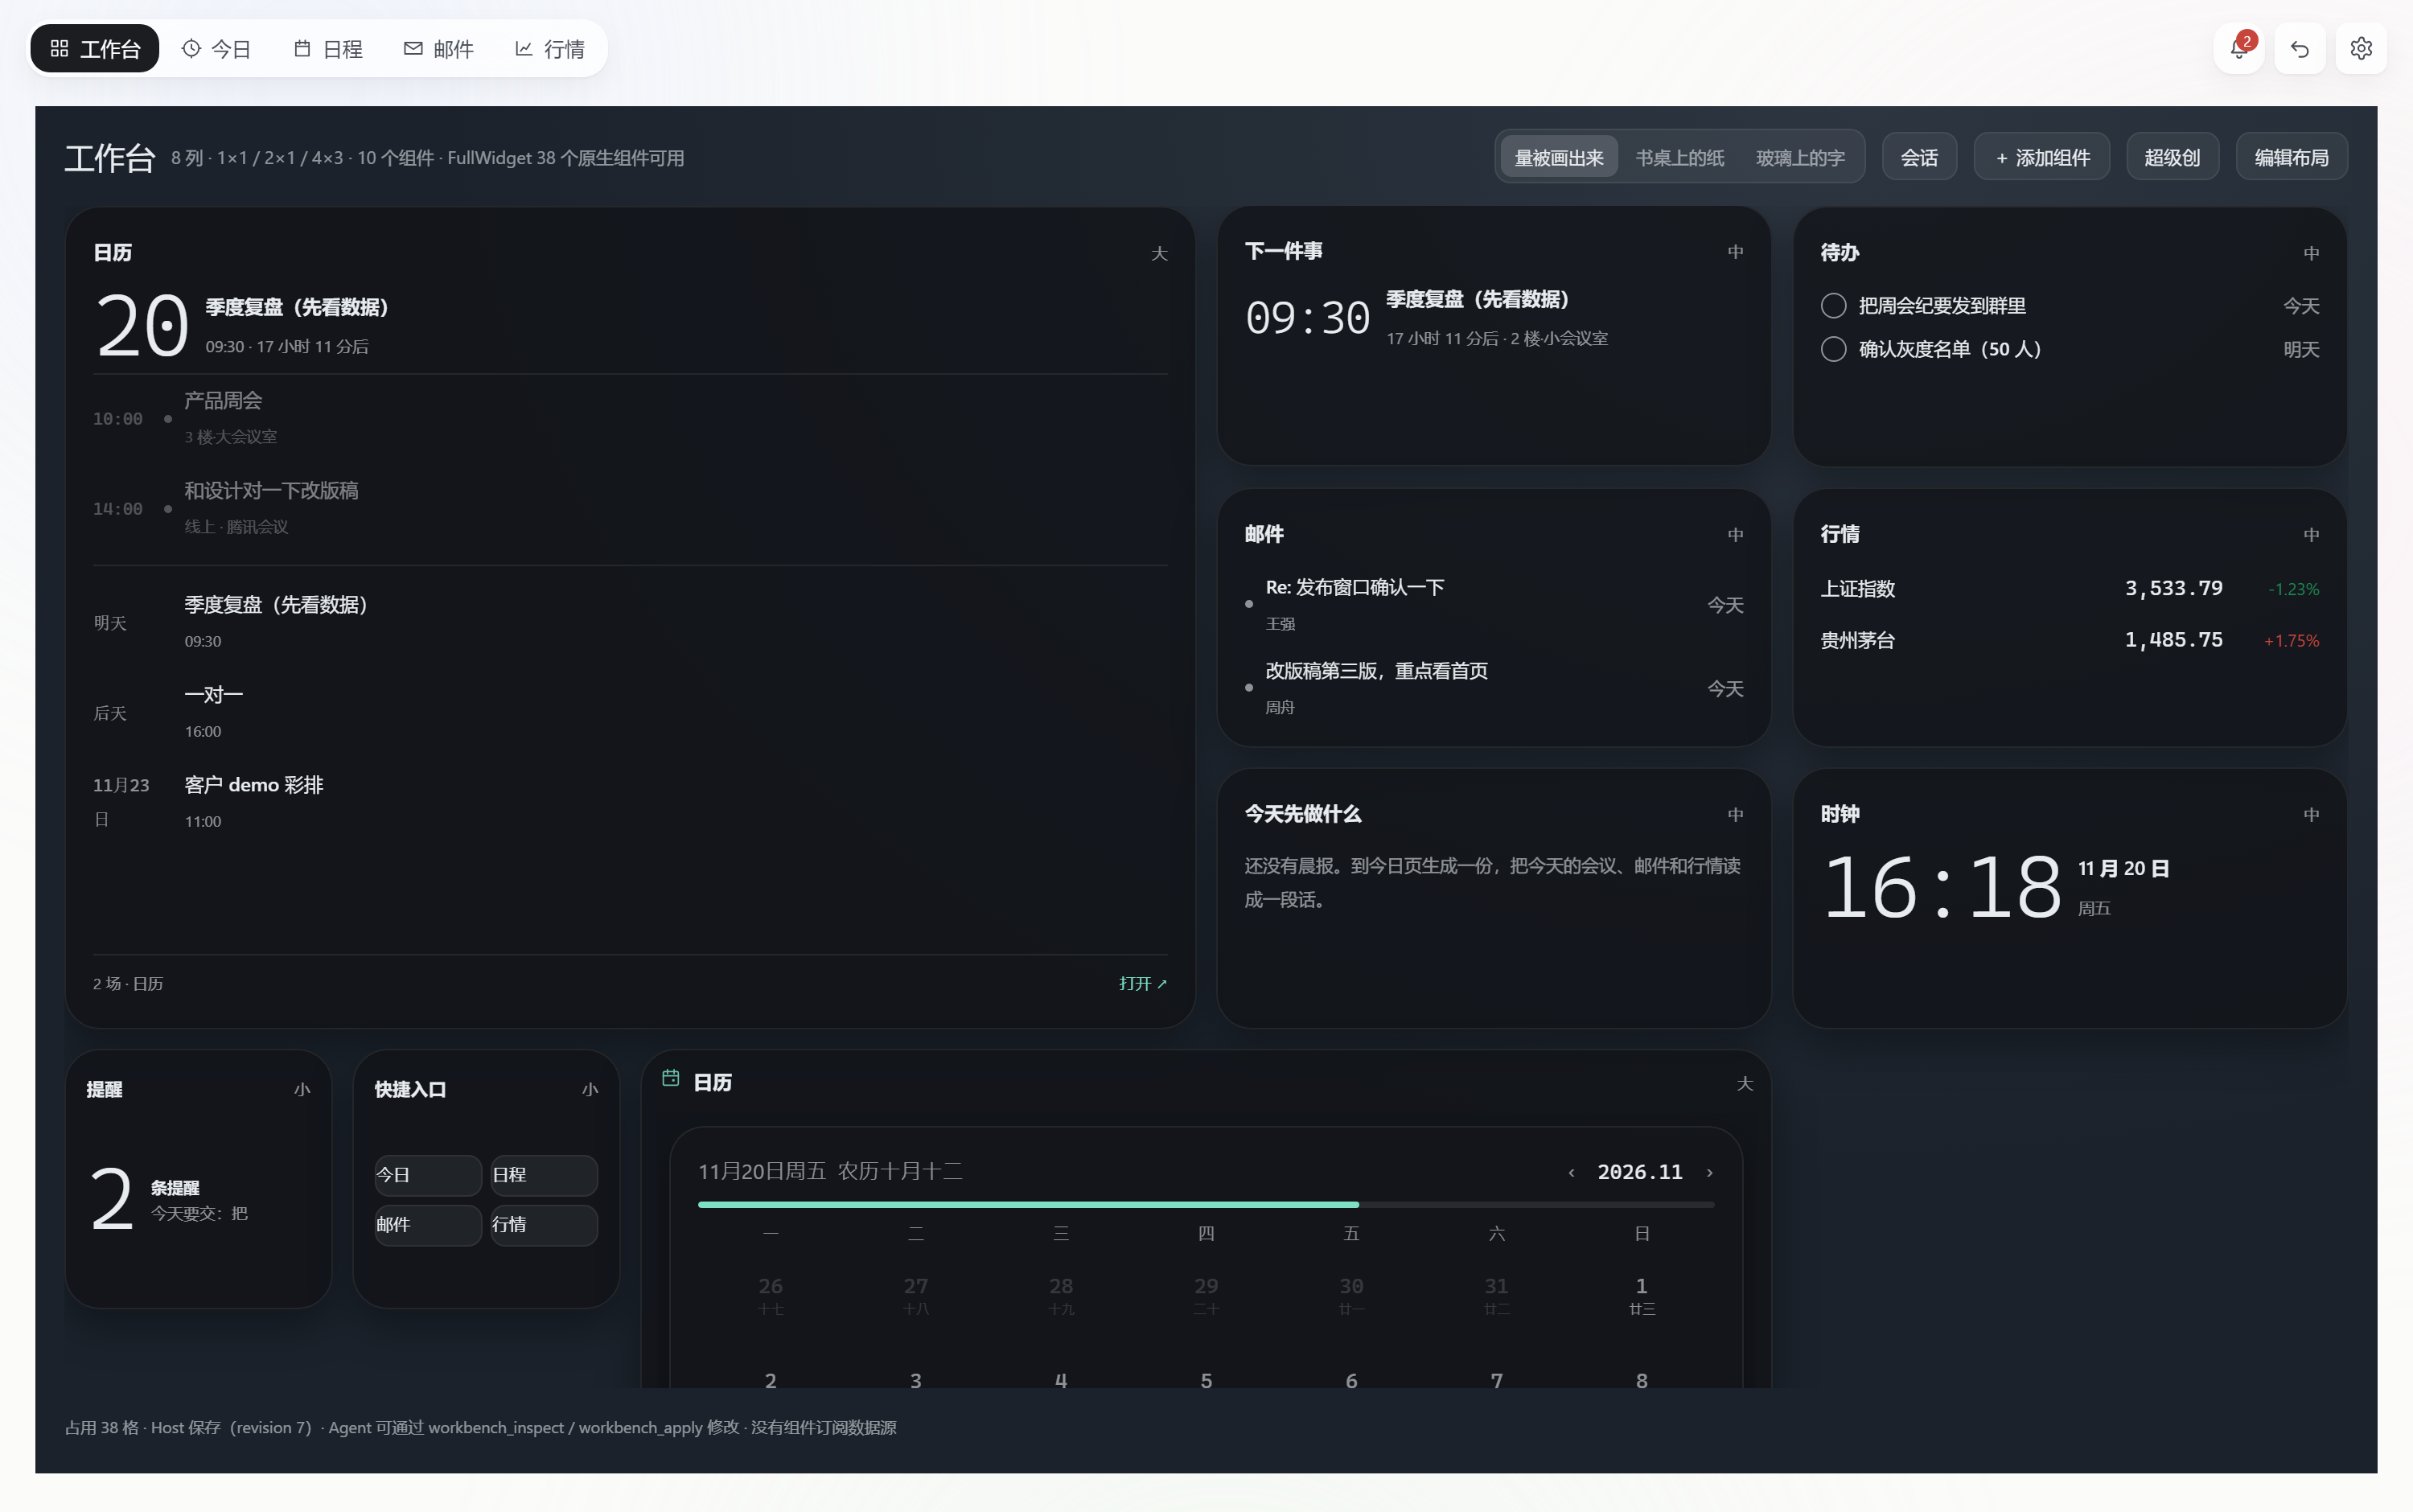 工作台
今日
日程
邮件
行情
2
工作台
8 列 · 1×1 / 2×1 / 4×3 · 10 个组件 · FullWidget 38 个原生组件可用
量被画出来
书桌上的纸
玻璃上的字
会话
+ 添加组件
超级创
编辑布局
日历
大
20
季度复盘（先看数据）
09:30 · 17 小时 11 分后
10:00
产品周会
3 楼·大会议室
14:00
和设计对一下改版稿
线上 · 腾讯会议
明天
季度复盘（先看数据）
09:30
后天
一对一
16:00
11月23
日
客户 demo 彩排
11:00
2 场 · 日历
打开 ↗
下一件事
中
09:30
季度复盘（先看数据）
17 小时 11 分后 · 2 楼·小会议室
待办
中
把周会纪要发到群里
今天
确认灰度名单（50 人）
明天
邮件
中
Re: 发布窗口确认一下
王强
今天
改版稿第三版，重点看首页
周舟
今天
行情
中
上证指数
3,533.79
-1.23%
贵州茅台
1,485.75
+1.75%
今天先做什么
中
还没有晨报。到今日页生成一份，把今天的会议、邮件和行情读
成一段话。
时钟
中
16:18
11 月 20 日
周五
提醒
小
2
条提醒
今天要交：把
快捷入口
小
今日
日程
邮件
行情
日历
大
11月20日周五 农历十月十二
‹ 2026.11 ›
一 二 三 四 五 六 日
26 27 28 29 30 31 1
十七 十八 十九 二十 廿一 廿二 廿三
2 3 4 5 6 7 8
占用 38 格 · Host 保存（revision 7）· Agent 可通过 workbench_inspect / workbench_apply 修改 · 没有组件订阅数据源